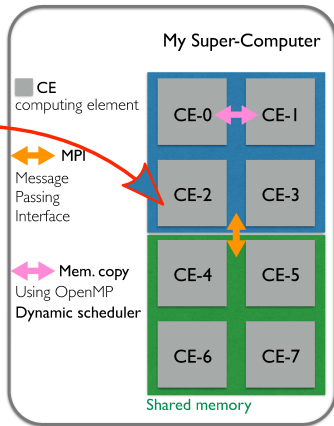 My Super-Computer
CE
computing element
MPI
Message
Passing
Interface
Mem. copy
Using OpenMP
Dynamic scheduler
CE-0 CE-1
CE-2 CE-3
CE-4 CE-5
CE-6 CE-7
Shared memory